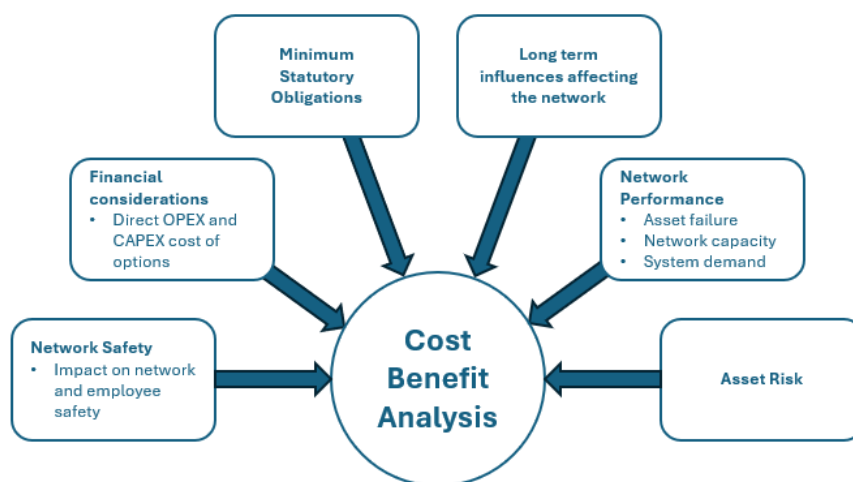 Minimum
Statutory
Obligations
Long term
influences affecting
the network
Financial
considerations
• Direct OPEX and
CAPEX cost of
options
Network
Performance
• Asset failure
• Network capacity
• System demand
Network Safety
• Impact on network
and employee
safety
Cost
Benefit
Analysis
Asset Risk